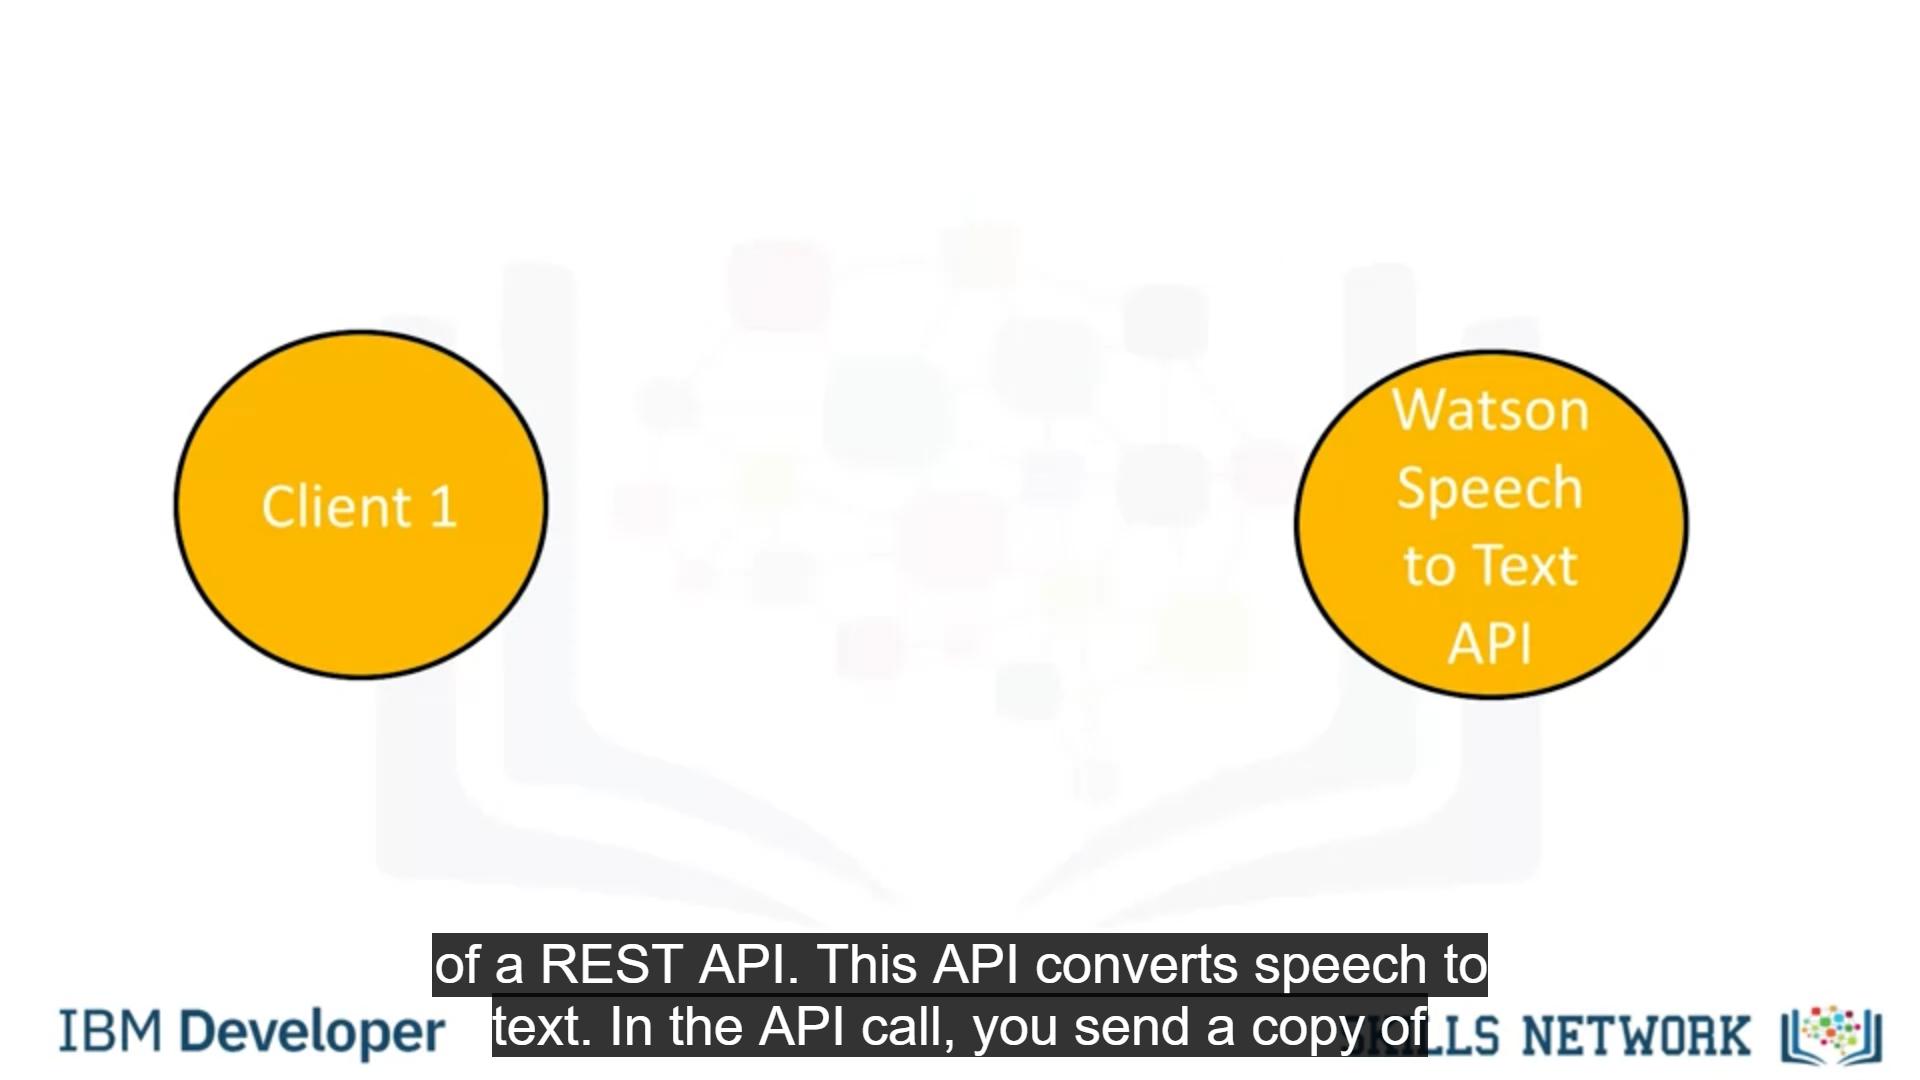 Client 1
Watson
Speech
to Text
API
of a REST API. This API converts speech to
text. In the API call, you send a copy of
IBM Developer
SKILLS NETWORK